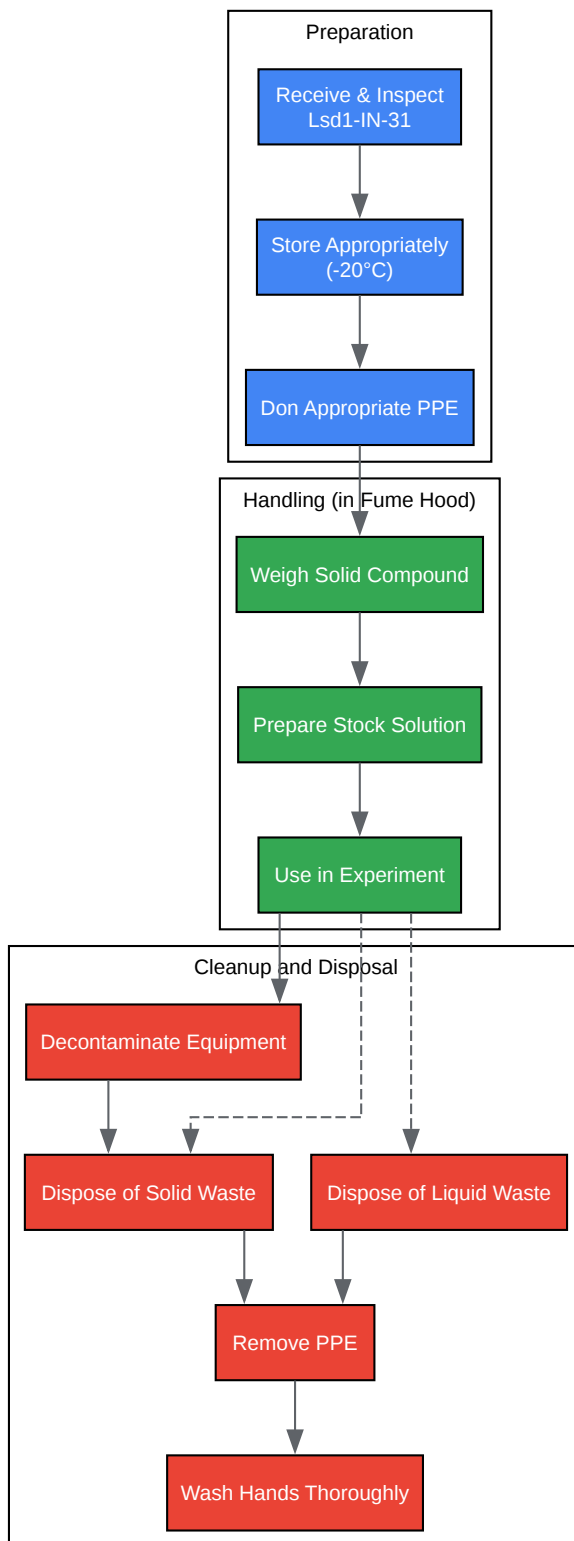 Preparation
Receive & Inspect
Lsd1-IN-31
Store Appropriately
(-20°C)
Don Appropriate PPE
Handling (in Fume Hood)
Weigh Solid Compound
Prepare Stock Solution
Use in Experiment
Cleanup and Disposal
Decontaminate Equipment
Dispose of Solid Waste
Dispose of Liquid Waste
Remove PPE
Wash Hands Thoroughly